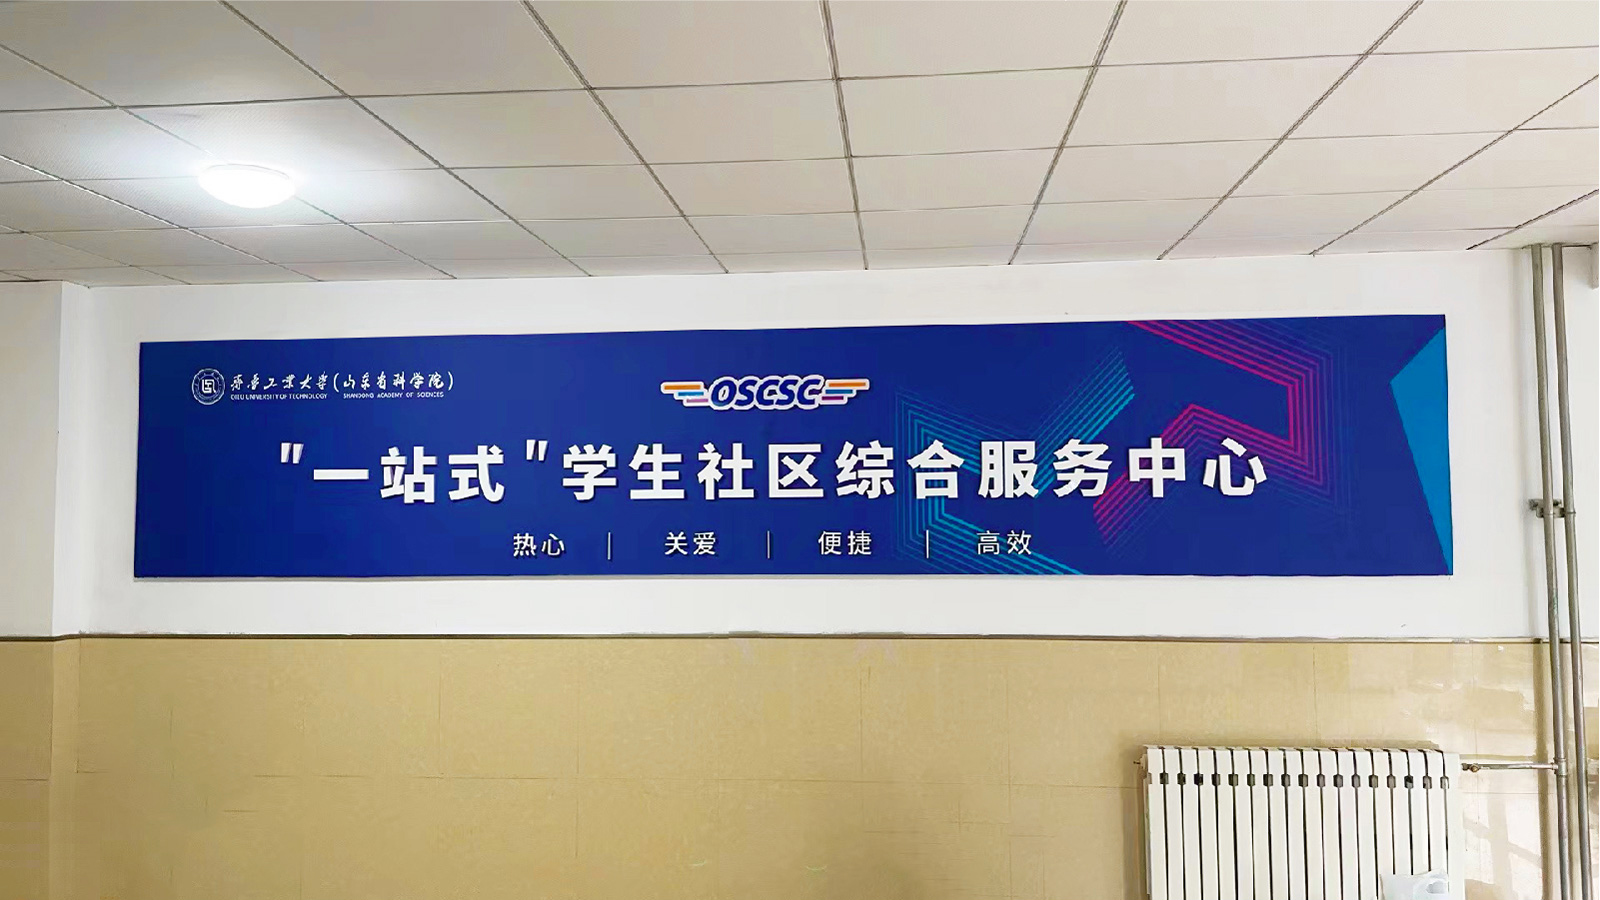 齐鲁工业大学(山东省科学院)
QILU UNIVERSITY OF TECHNOLOGY SHANDONG ACADEMY OF SCIENCES
OSCSC
"一站式"学生社区综合服务中心
热心 | 关爱 | 便捷 | 高效